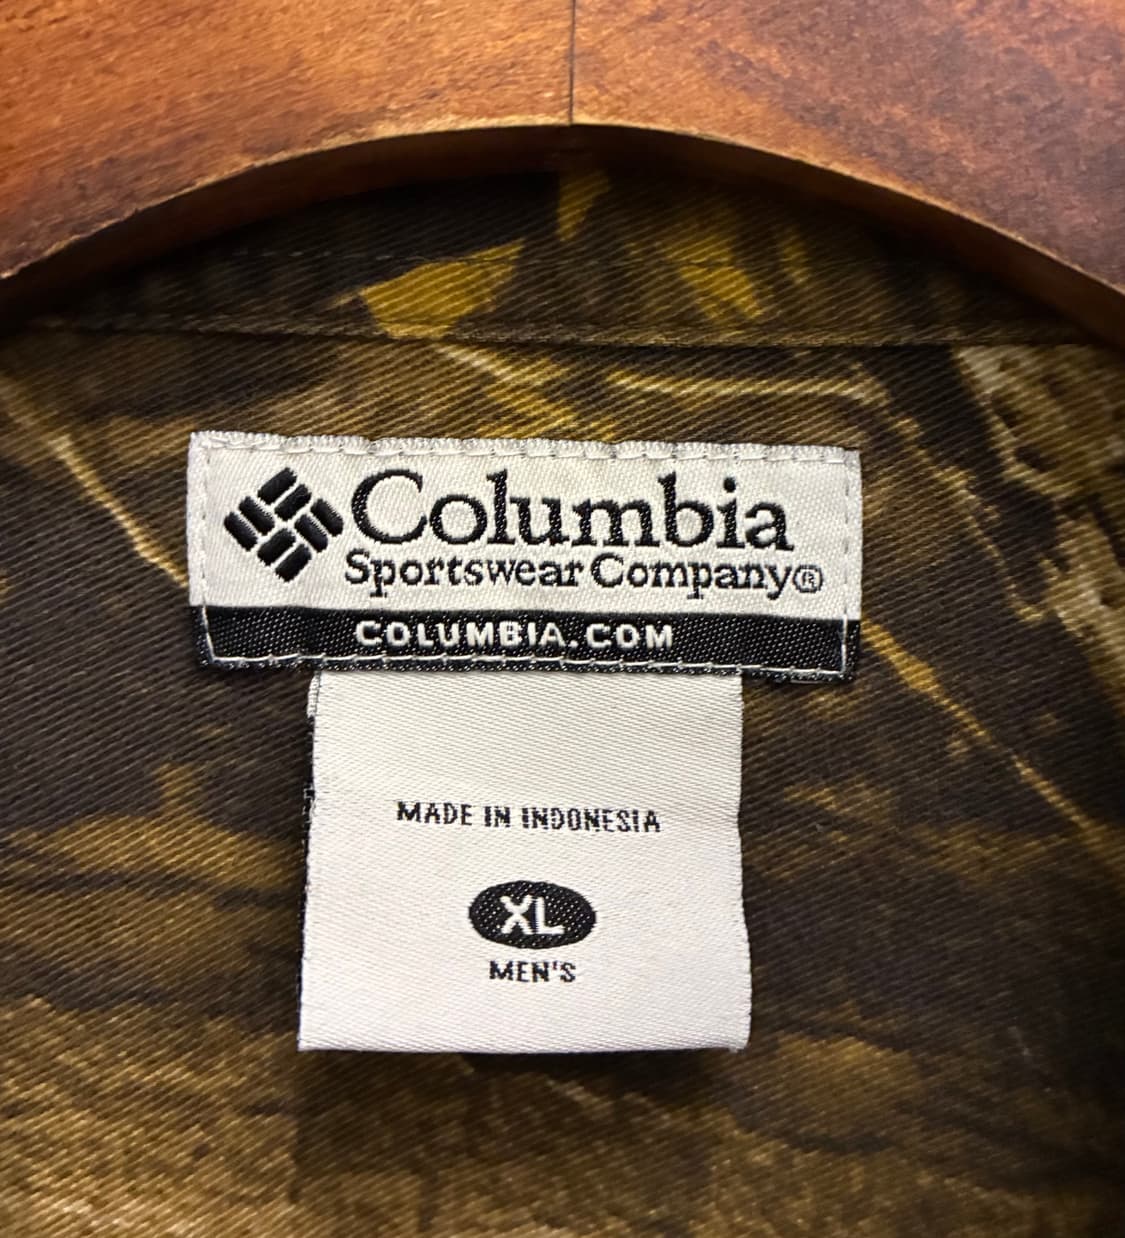 Columbia
Sportswear Company®
COLUMBIA.COM
MADE IN INDONESIA
XL
MEN'S